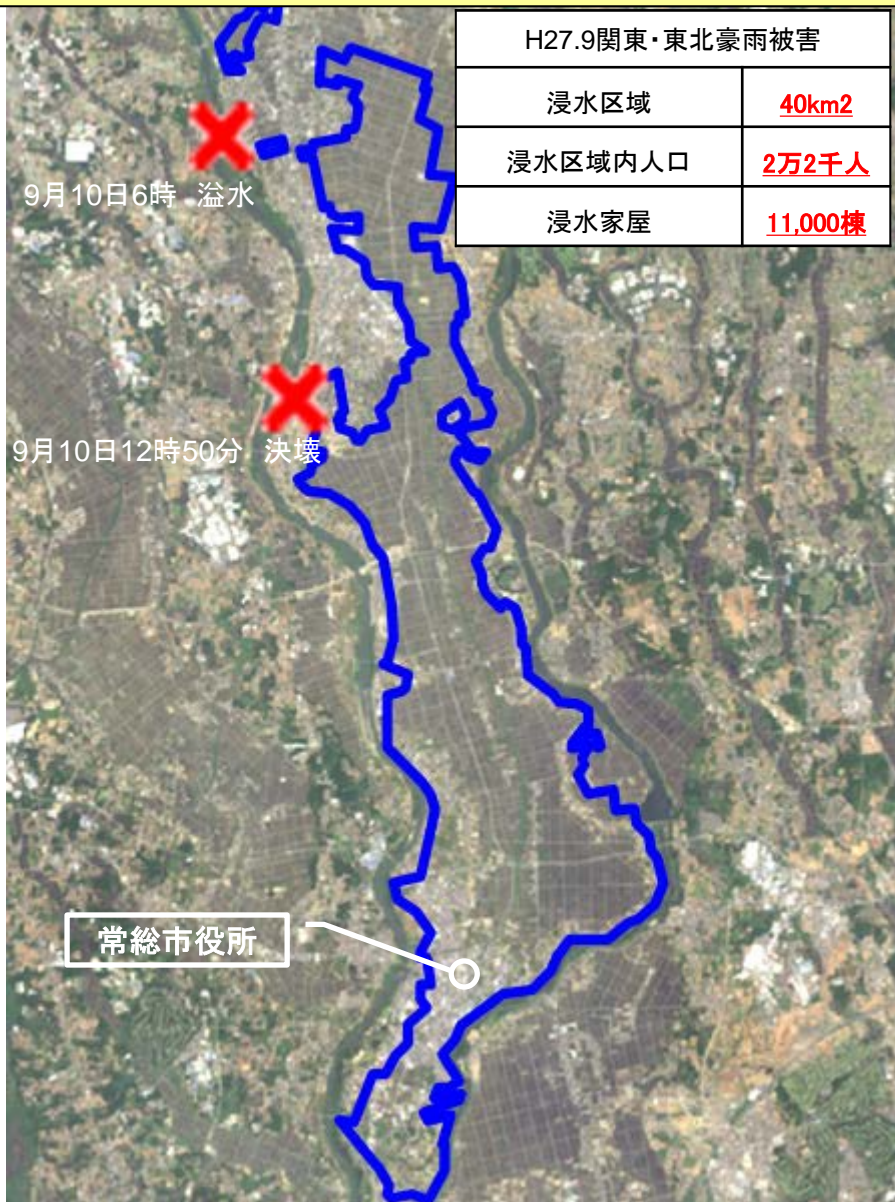 H27.9関東・東北豪雨被害
浸水区域 40km2
浸水区域内人口 2万2千人
浸水家屋 11,000棟
9月10日6時 溢水
9月10日12時50分 決壊
常総市役所